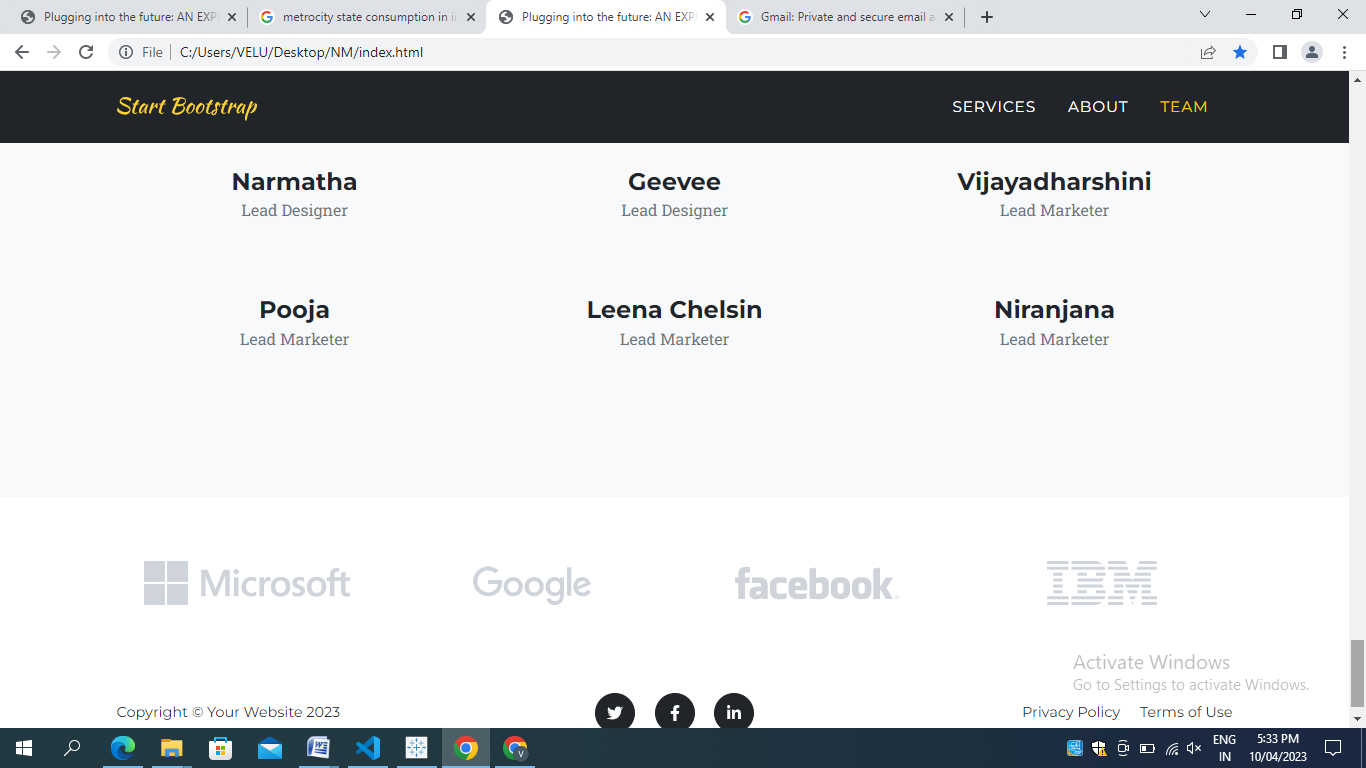 Plugging into the future: AN EXP
metrocity state consumption in i
Plugging into the future: AN EXP
Gmail: Private and secure email a
File
C:/Users/VELU/Desktop/NM/index.html
Start Bootstrap
SERVICES ABOUT TEAM
Narmatha Geevee Vijayadharshini
Lead Designer Lead Designer Lead Marketer
Pooja Leena Chelsin Niranjana
Lead Marketer Lead Marketer Lead Marketer
Microsoft Google facebook. IBM
Activate Windows
Go to Settings to activate Windows.
Copyright © Your Website 2023
Privacy Policy Terms of Use
ENG 5:33 PM
IN 10/04/2023